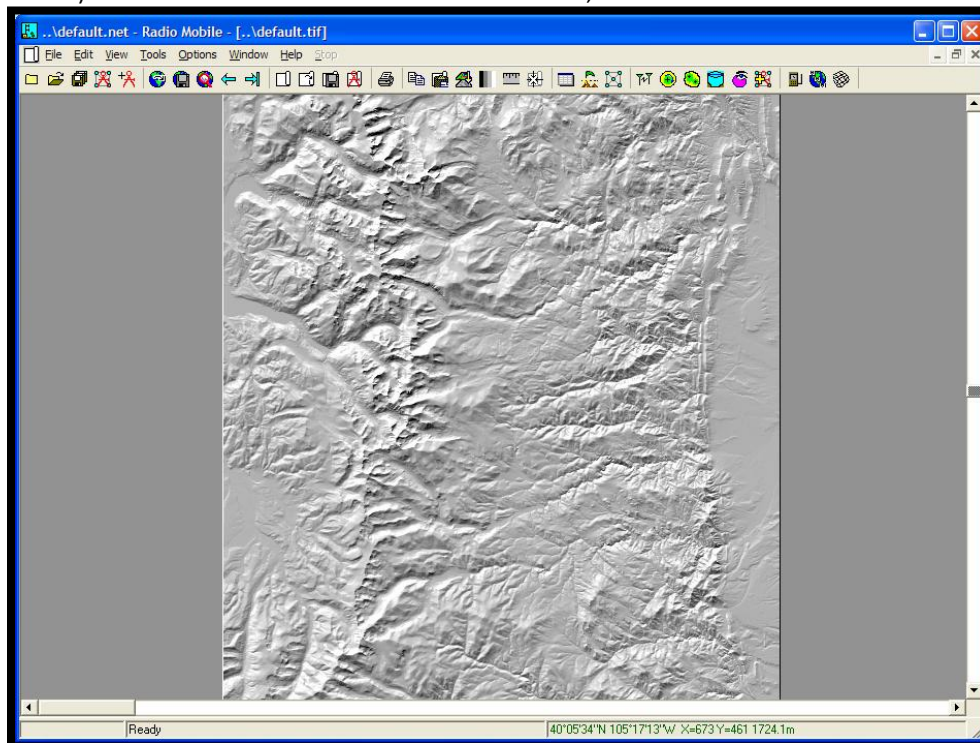 ..\default.net - Radio Mobile - [..\default.tif]
File Edit View Tools Options Window Help Stop
Ready
40°05'34"N 105°17'13"W X=673 Y=461 1724.1m